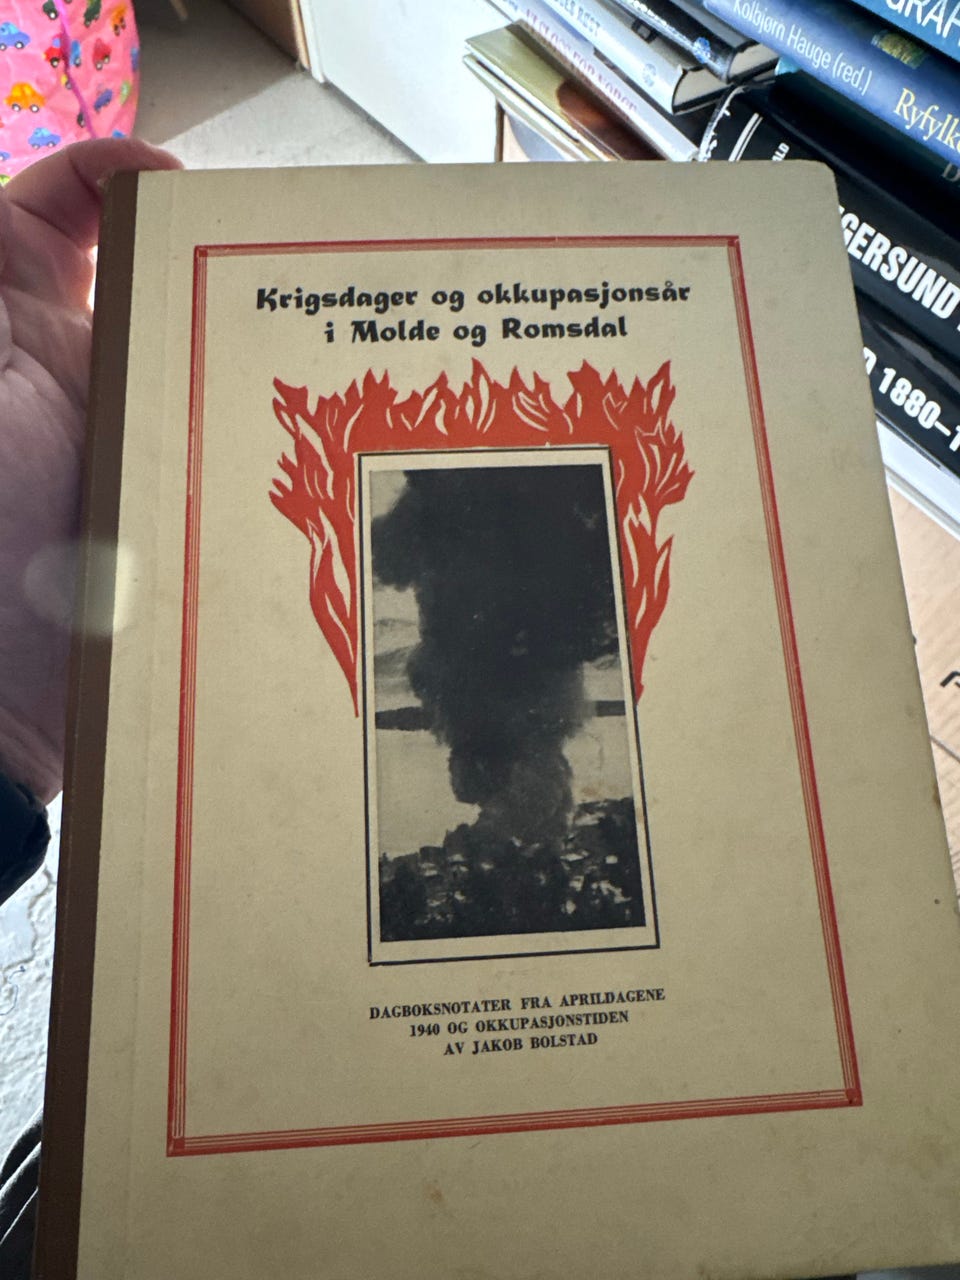 Krigsdager og okkupasjonsår
i Molde og Romsdal
DAGBOKSNOTATER FRA APRILDAGENE
1940 OG OKKUPASJONSTIDEN
AV JAKOB BOLSTAD
Kolbjørn Hauge (red.)
Ryfylke
GERSUND
1880-1